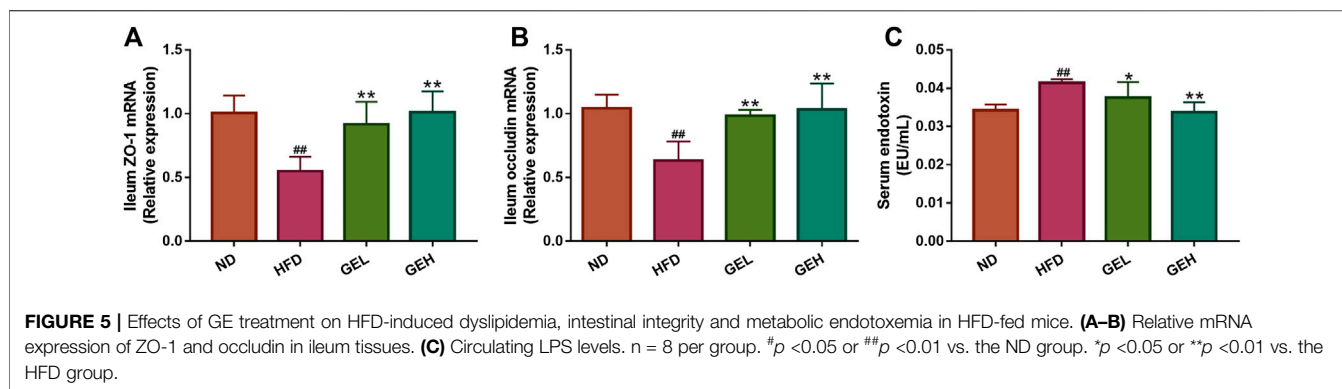 A
Ileum ZO-1 mRNA
(Relative expression)
1.5
1.0
0.5
0.0
##
**
**
ND
HFD
GEL
GEH
B
Ileum occludin mRNA
(Relative expression)
1.5
1.0
0.5
0.0
##
**
**
ND
HFD
GEL
GEH
C
Serum endotoxin
(EU/mL)
0.05
0.04
0.03
0.02
0.01
0.00
##
*
**
ND
HFD
GEL
GEH
FIGURE 5 | Effects of GE treatment on HFD-induced dyslipidemia, intestinal integrity and metabolic endotoxemia in HFD-fed mice. (A–B) Relative mRNA
expression of ZO-1 and occludin in ileum tissues. (C) Circulating LPS levels. n = 8 per group. #p <0.05 or ##p <0.01 vs. the ND group. *p <0.05 or **p <0.01 vs. the
HFD group.